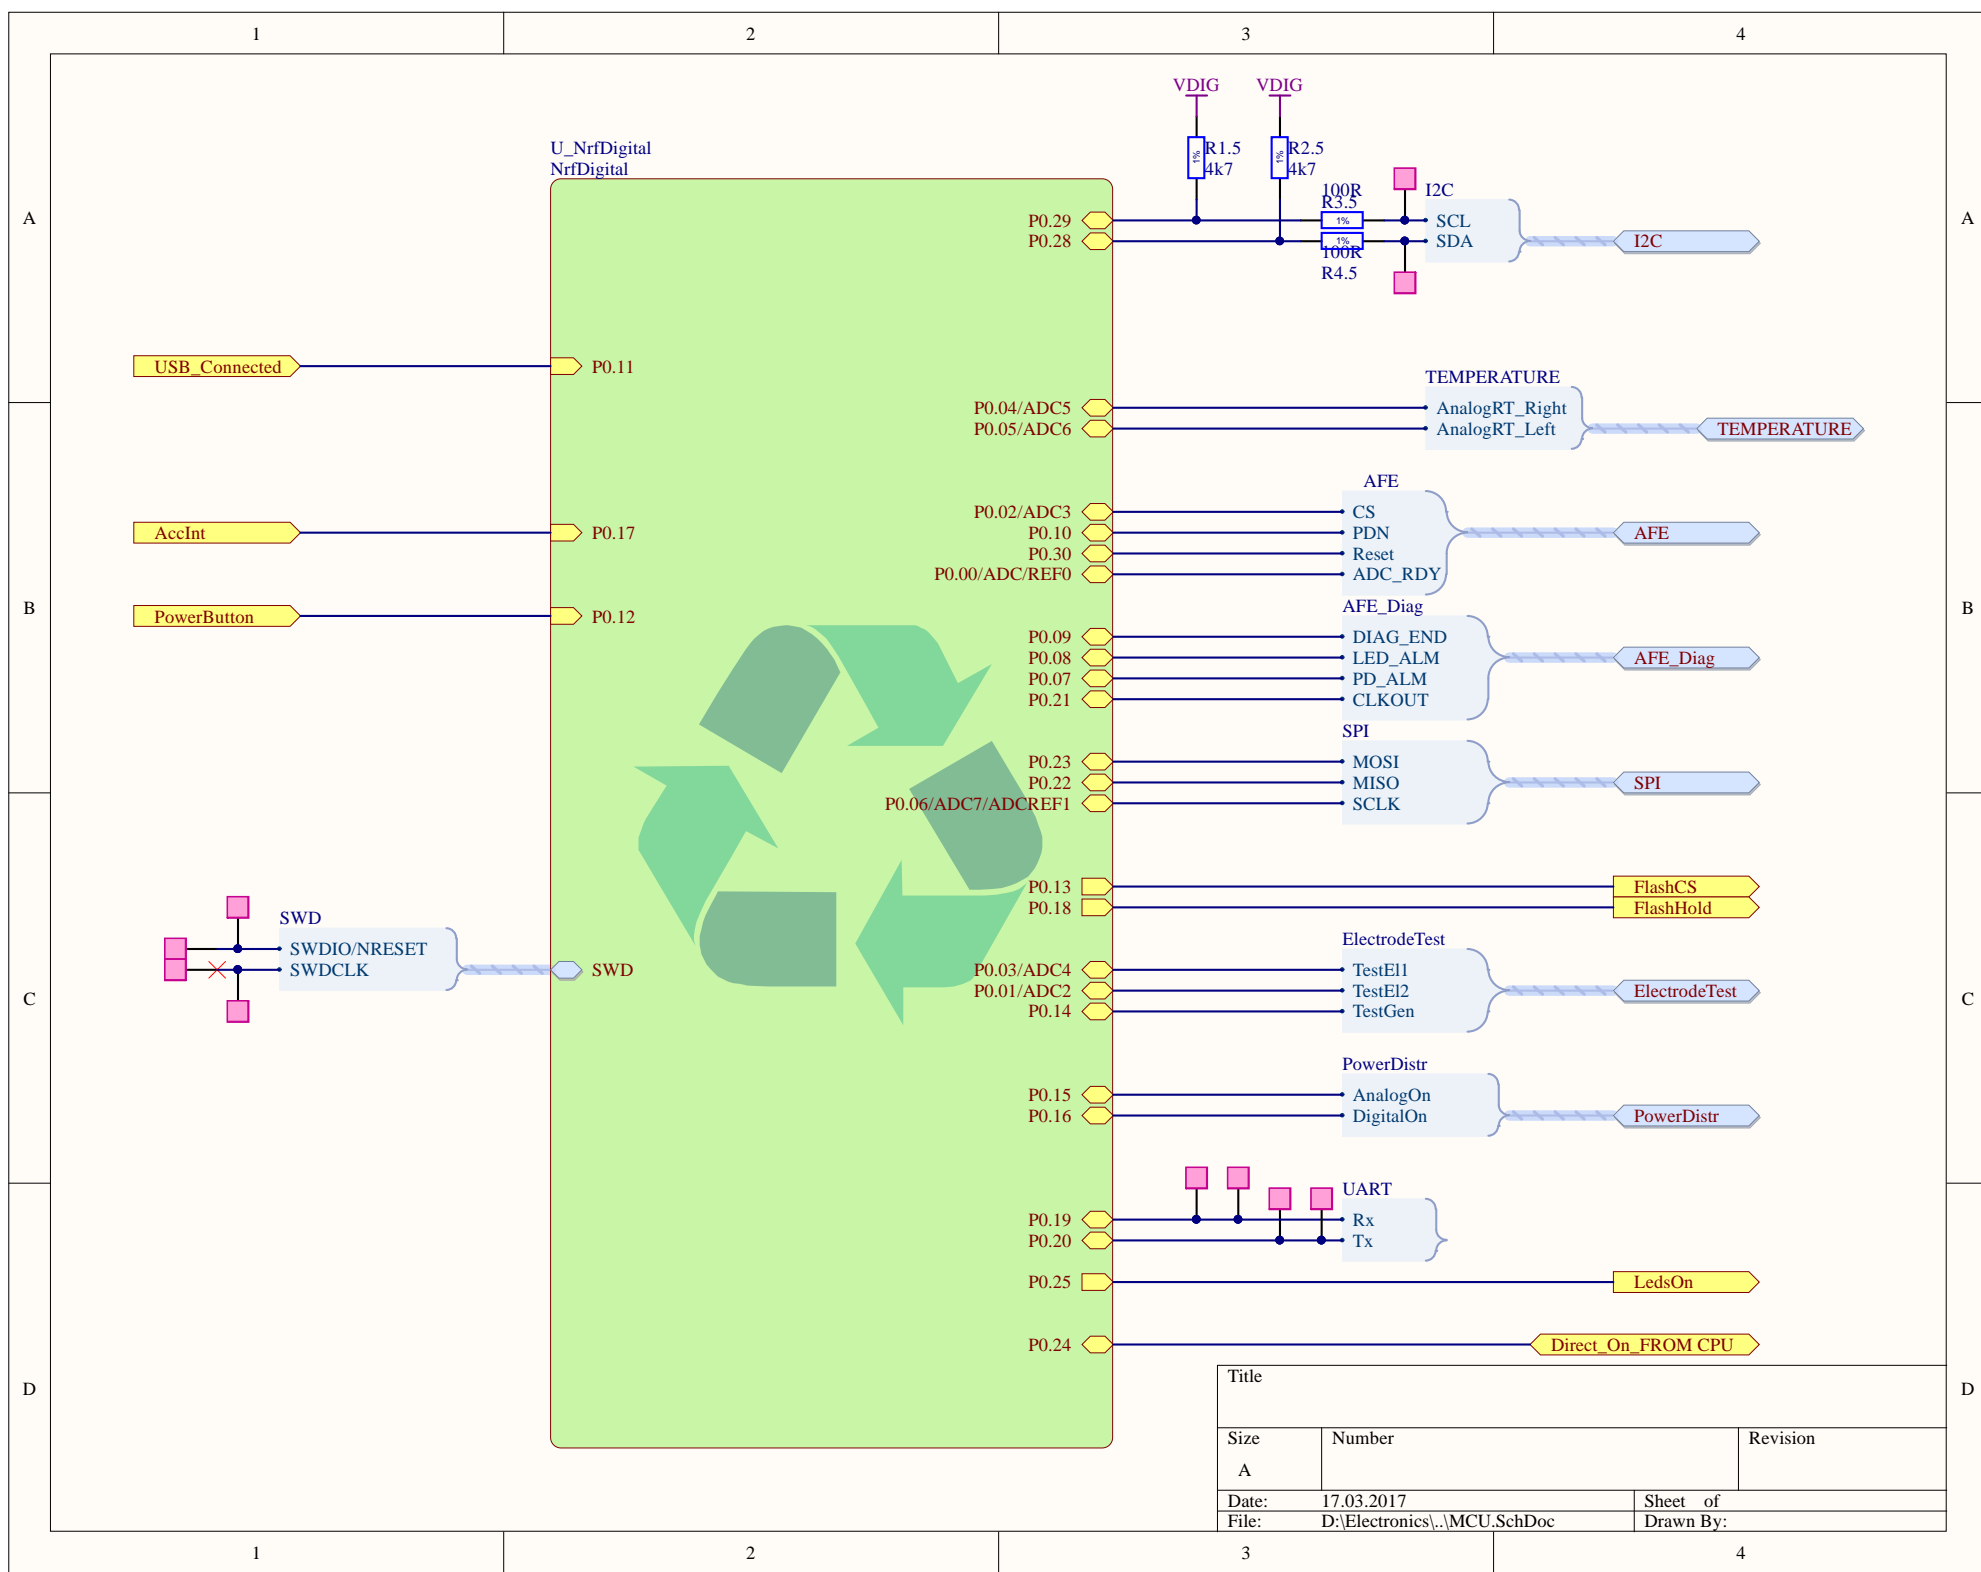 1 2 3 4
VDIG VDIG
U_NrfDigital
NrfDigital
R1.5
4k7
R2.5
4k7
1%
1%
100R
R3.5
1%
1%
100R
R4.5
I2C
SCL
SDA
I2C
A A
P0.29
P0.28
USB_Connected
P0.11
TEMPERATURE
P0.04/ADC5 AnalogRT_Right
P0.05/ADC6 AnalogRT_Left
TEMPERATURE
AFE
AccInt
P0.17
P0.02/ADC3 CS
P0.10 PDN
P0.30 Reset
P0.00/ADC/REF0 ADC_RDY
AFE
B B
PowerButton
P0.12
AFE_Diag
P0.09 DIAG_END
P0.08 LED_ALM
P0.07 PD_ALM
P0.21 CLKOUT
AFE_Diag
SPI
P0.23 MOSI
P0.22 MISO
P0.06/ADC7/ADCREF1 SCLK
SPI
P0.13 FlashCS
P0.18 FlashHold
SWD
SWDIO/NRESET
SWDCLK
SWD
ElectrodeTest
P0.03/ADC4 TestEl1
P0.01/ADC2 TestEl2
P0.14 TestGen
ElectrodeTest
C C
PowerDistr
P0.15 AnalogOn
P0.16 DigitalOn
PowerDistr
UART
P0.19 Rx
P0.20 Tx
P0.25 LedsOn
P0.24 Direct_On_FROM CPU
D D
Title
Size Number Revision
A
Date: 17.03.2017 Sheet of
File: D:\Electronics\..\MCU.SchDoc Drawn By:
1 2 3 4